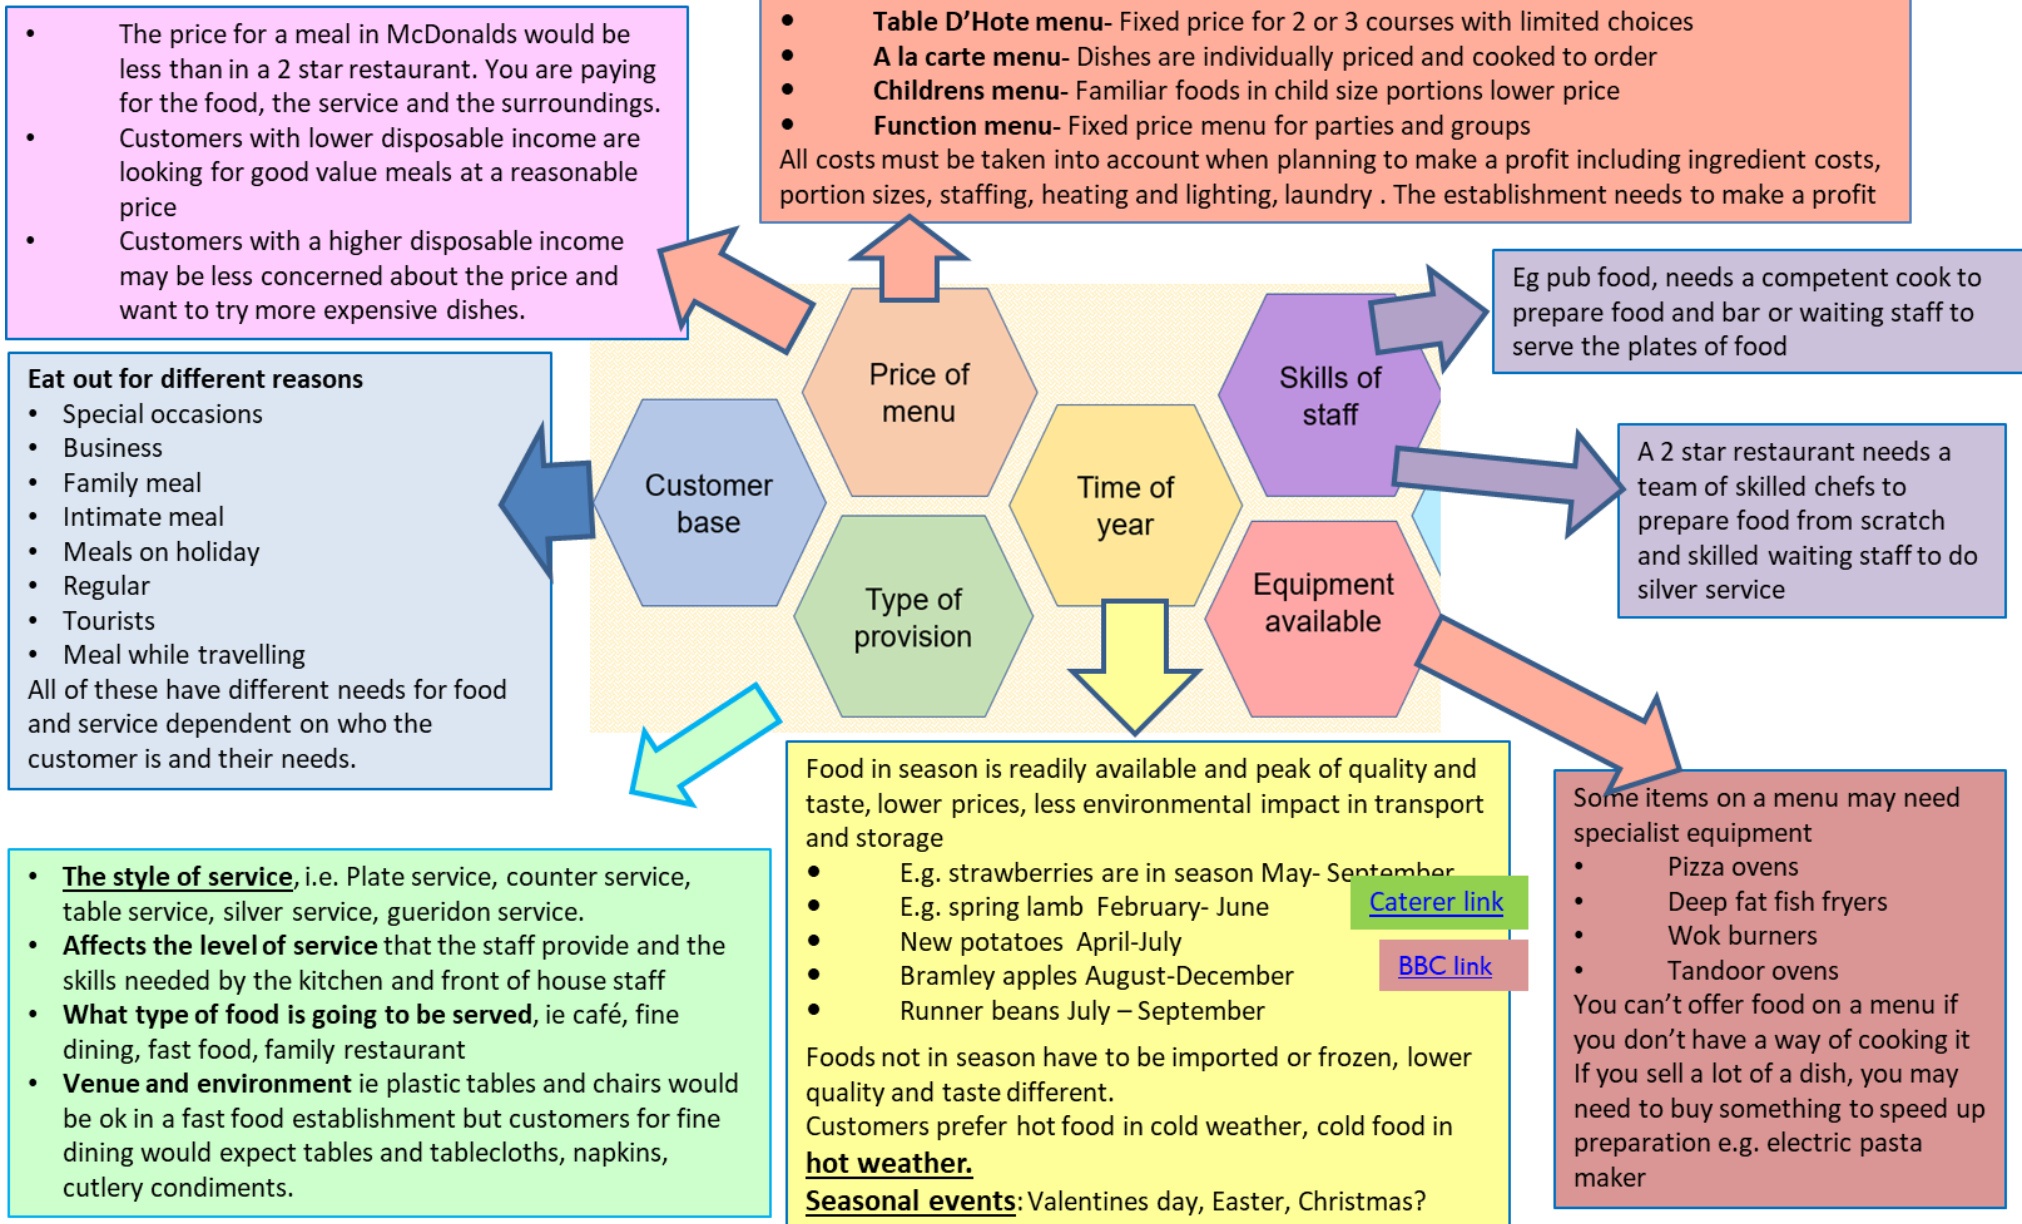 • The price for a meal in McDonalds would be
less than in a 2 star restaurant. You are paying
for the food, the service and the surroundings.
• Customers with lower disposable income are
looking for good value meals at a reasonable
price
• Customers with a higher disposable income
may be less concerned about the price and
want to try more expensive dishes.
• Table D’Hote menu- Fixed price for 2 or 3 courses with limited choices
• A la carte menu- Dishes are individually priced and cooked to order
• Childrens menu- Familiar foods in child size portions lower price
• Function menu- Fixed price menu for parties and groups
All costs must be taken into account when planning to make a profit including ingredient costs,
portion sizes, staffing, heating and lighting, laundry . The establishment needs to make a profit
Eg pub food, needs a competent cook to
prepare food and bar or waiting staff to
serve the plates of food
Eat out for different reasons
• Special occasions
• Business
• Family meal
• Intimate meal
• Meals on holiday
• Regular
• Tourists
• Meal while travelling
All of these have different needs for food
and service dependent on who the
customer is and their needs.
Customer
base
Price of
menu
Type of
provision
Time of
year
Skills of
staff
Equipment
available
A 2 star restaurant needs a
team of skilled chefs to
prepare food from scratch
and skilled waiting staff to do
silver service
• The style of service, i.e. Plate service, counter service,
table service, silver service, gueridon service.
• Affects the level of service that the staff provide and the
skills needed by the kitchen and front of house staff
• What type of food is going to be served, ie café, fine
dining, fast food, family restaurant
• Venue and environment ie plastic tables and chairs would
be ok in a fast food establishment but customers for fine
dining would expect tables and tablecloths, napkins,
cutlery condiments.
Food in season is readily available and peak of quality and
taste, lower prices, less environmental impact in transport
and storage
• E.g. strawberries are in season May- September
• E.g. spring lamb February- June
• New potatoes April-July
• Bramley apples August-December
• Runner beans July – September
Foods not in season have to be imported or frozen, lower
quality and taste different.
Customers prefer hot food in cold weather, cold food in
hot weather.
Seasonal events: Valentines day, Easter, Christmas?
Caterer link
BBC link
Some items on a menu may need
specialist equipment
• Pizza ovens
• Deep fat fish fryers
• Wok burners
• Tandoor ovens
You can’t offer food on a menu if
you don’t have a way of cooking it
If you sell a lot of a dish, you may
need to buy something to speed up
preparation e.g. electric pasta
maker